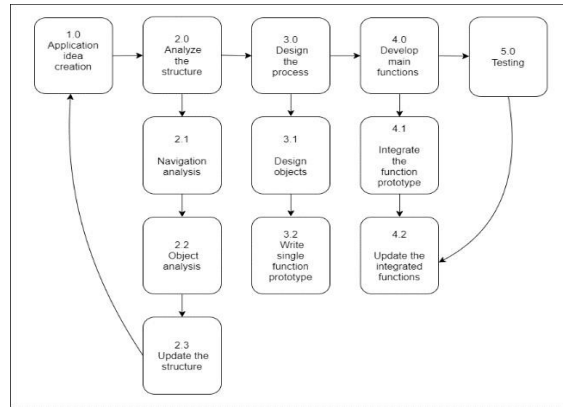 1.0
Application
idea
creation
2.0
Analyze
the
structure
3.0
Design
the
process
4.0
Develop
main
functions
5.0
Testing
2.1
Navigation
analysis
3.1
Design
objects
4.1
Integrate
the
function
prototype
2.2
Object
analysis
3.2
Write
single
function
prototype
4.2
Update the
integrated
functions
2.3
Update the
structure